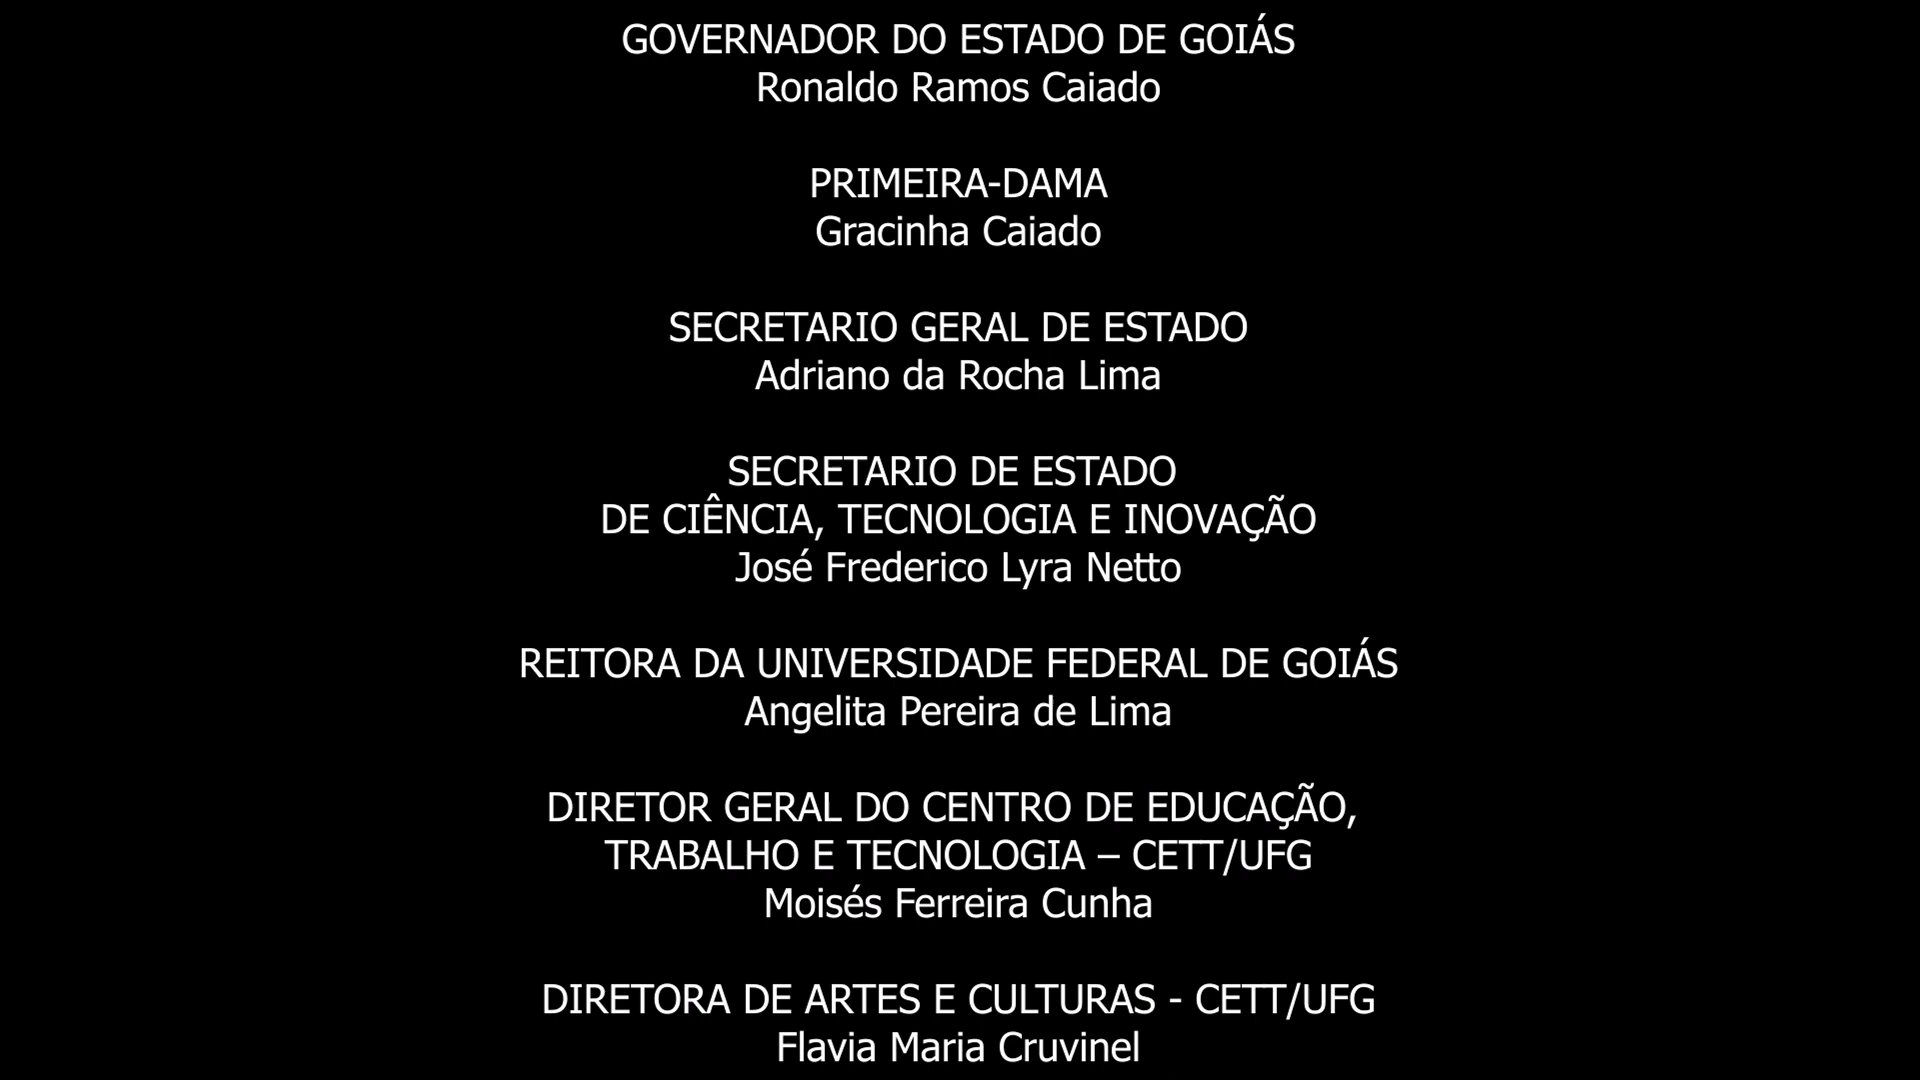 GOVERNADOR DO ESTADO DE GOIÁS
Ronaldo Ramos Caiado
PRIMEIRA-DAMA
Gracinha Caiado
SECRETARIO GERAL DE ESTADO
Adriano da Rocha Lima
SECRETARIO DE ESTADO
DE CIÊNCIA, TECNOLOGIA E INOVAÇÃO
José Frederico Lyra Netto
REITORA DA UNIVERSIDADE FEDERAL DE GOIÁS
Angelita Pereira de Lima
DIRETOR GERAL DO CENTRO DE EDUCAÇÃO,
TRABALHO E TECNOLOGIA – CETT/UFG
Moisés Ferreira Cunha
DIRETORA DE ARTES E CULTURAS - CETT/UFG
Flavia Maria Cruvinel